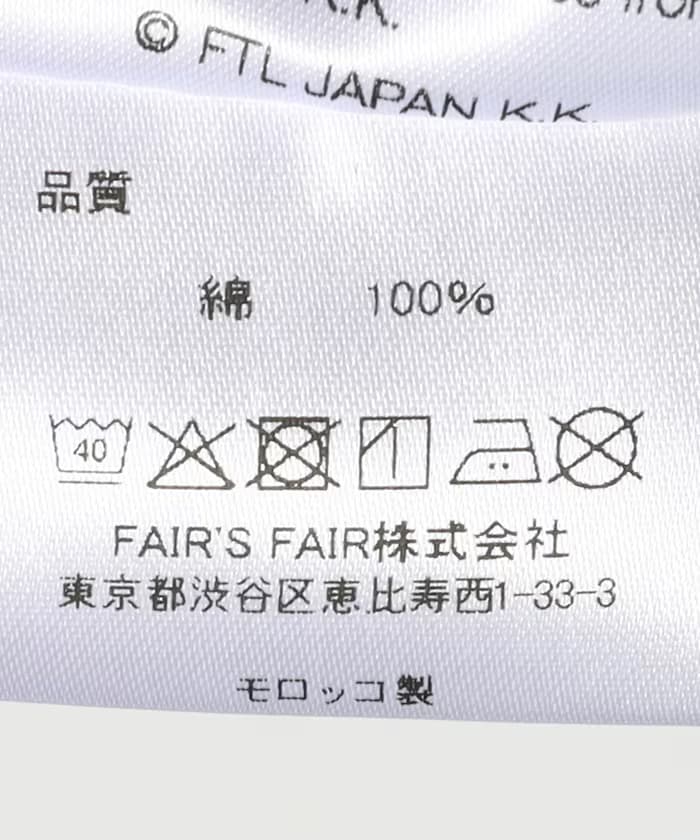 K.K.
© FTL JAPAN K.K.
品質
綿 100%
40
FAIR'S FAIR株式会社
東京都渋谷区恵比寿西1-33-3
モロッコ製